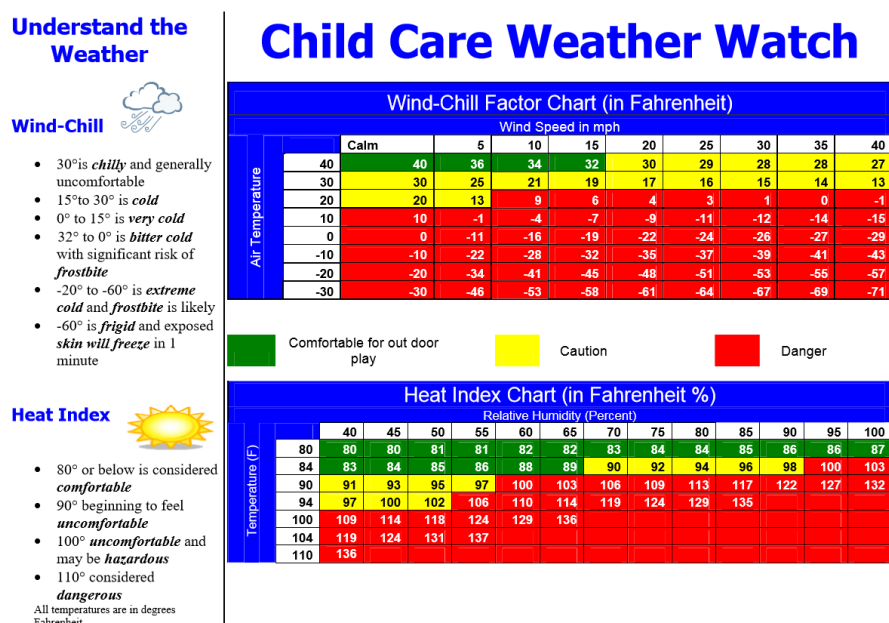 Understand the
Weather
Wind-Chill
• 30°is chilly and generally
uncomfortable
• 15°to 30° is cold
• 0° to 15° is very cold
• 32° to 0° is bitter cold
with significant risk of
frostbite
• -20° to -60° is extreme
cold and frostbite is likely
• -60° is frigid and exposed
skin will freeze in 1
minute
Heat Index
• 80° or below is considered
comfortable
• 90° beginning to feel
uncomfortable
• 100° uncomfortable and
may be hazardous
• 110° considered
dangerous
All temperatures are in degrees
Fahrenheit
Child Care Weather Watch
Wind-Chill Factor Chart (in Fahrenheit)
Wind Speed in mph
Calm 5 10 15 20 25 30 35 40
Air Temperature
40 40 36 34 32 30 29 28 28 27
30 30 25 21 19 17 16 15 14 13
20 20 13 9 6 4 3 1 0 -1
10 10 -1 -4 -7 -9 -11 -12 -14 -15
0 0 -11 -16 -19 -22 -24 -26 -27 -29
-10 -10 -22 -28 -32 -35 -37 -39 -41 -43
-20 -20 -34 -41 -45 -48 -51 -53 -55 -57
-30 -30 -46 -53 -58 -61 -64 -67 -69 -71
Comfortable for out door
play
Caution
Danger
Heat Index Chart (in Fahrenheit %)
Relative Humidity (Percent)
40 45 50 55 60 65 70 75 80 85 90 95 100
Temperature (F)
80 80 80 81 81 82 82 83 84 84 85 86 86 87
84 83 84 85 86 88 89 90 92 94 96 98 100 103
90 91 93 95 97 100 103 106 109 113 117 122 127 132
94 97 100 102 106 110 114 119 124 129 135
100 109 114 118 124 129 136
104 119 124 131 137
110 136